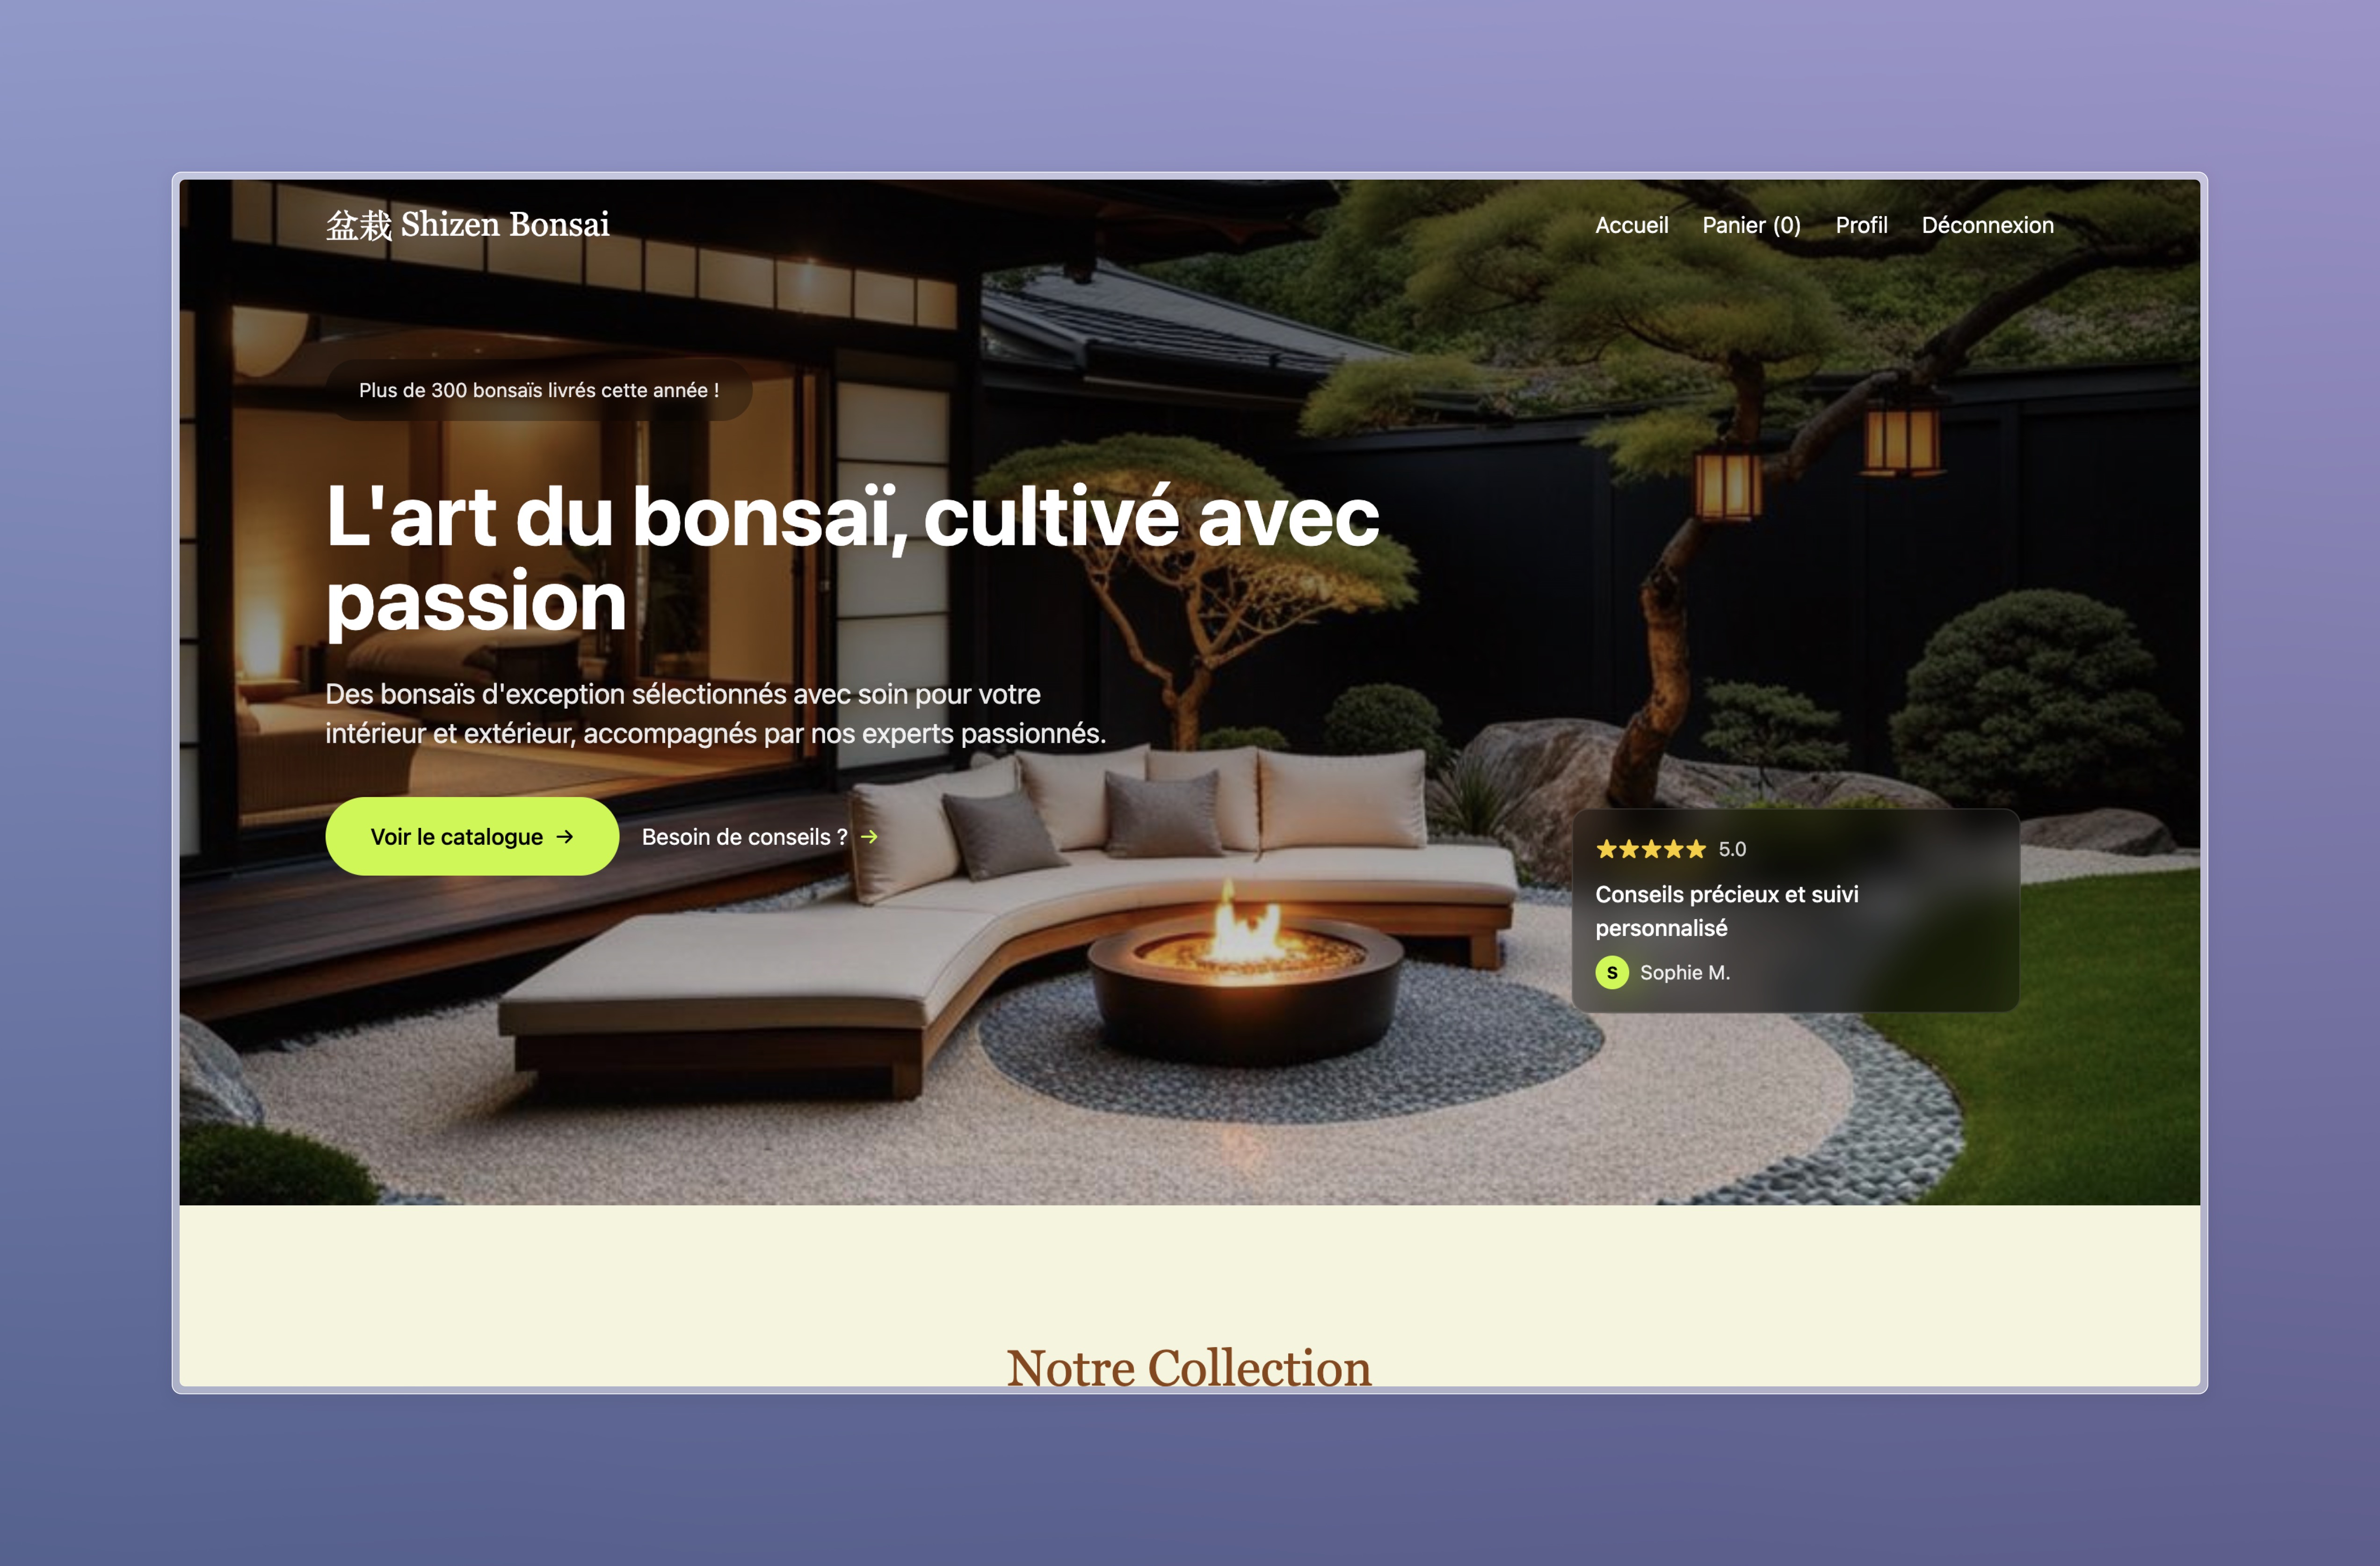 盆栽 Shizen Bonsai
Accueil Panier (0) Profil Déconnexion
Plus de 300 bonsaïs livrés cette année !
L'art du bonsaï, cultivé avec
passion
Des bonsaïs d'exception sélectionnés avec soin pour votre
intérieur et extérieur, accompagnés par nos experts passionnés.
Voir le catalogue →
Besoin de conseils ? →
★★★★★ 5.0
Conseils précieux et suivi
personnalisé
S Sophie M.
Notre Collection